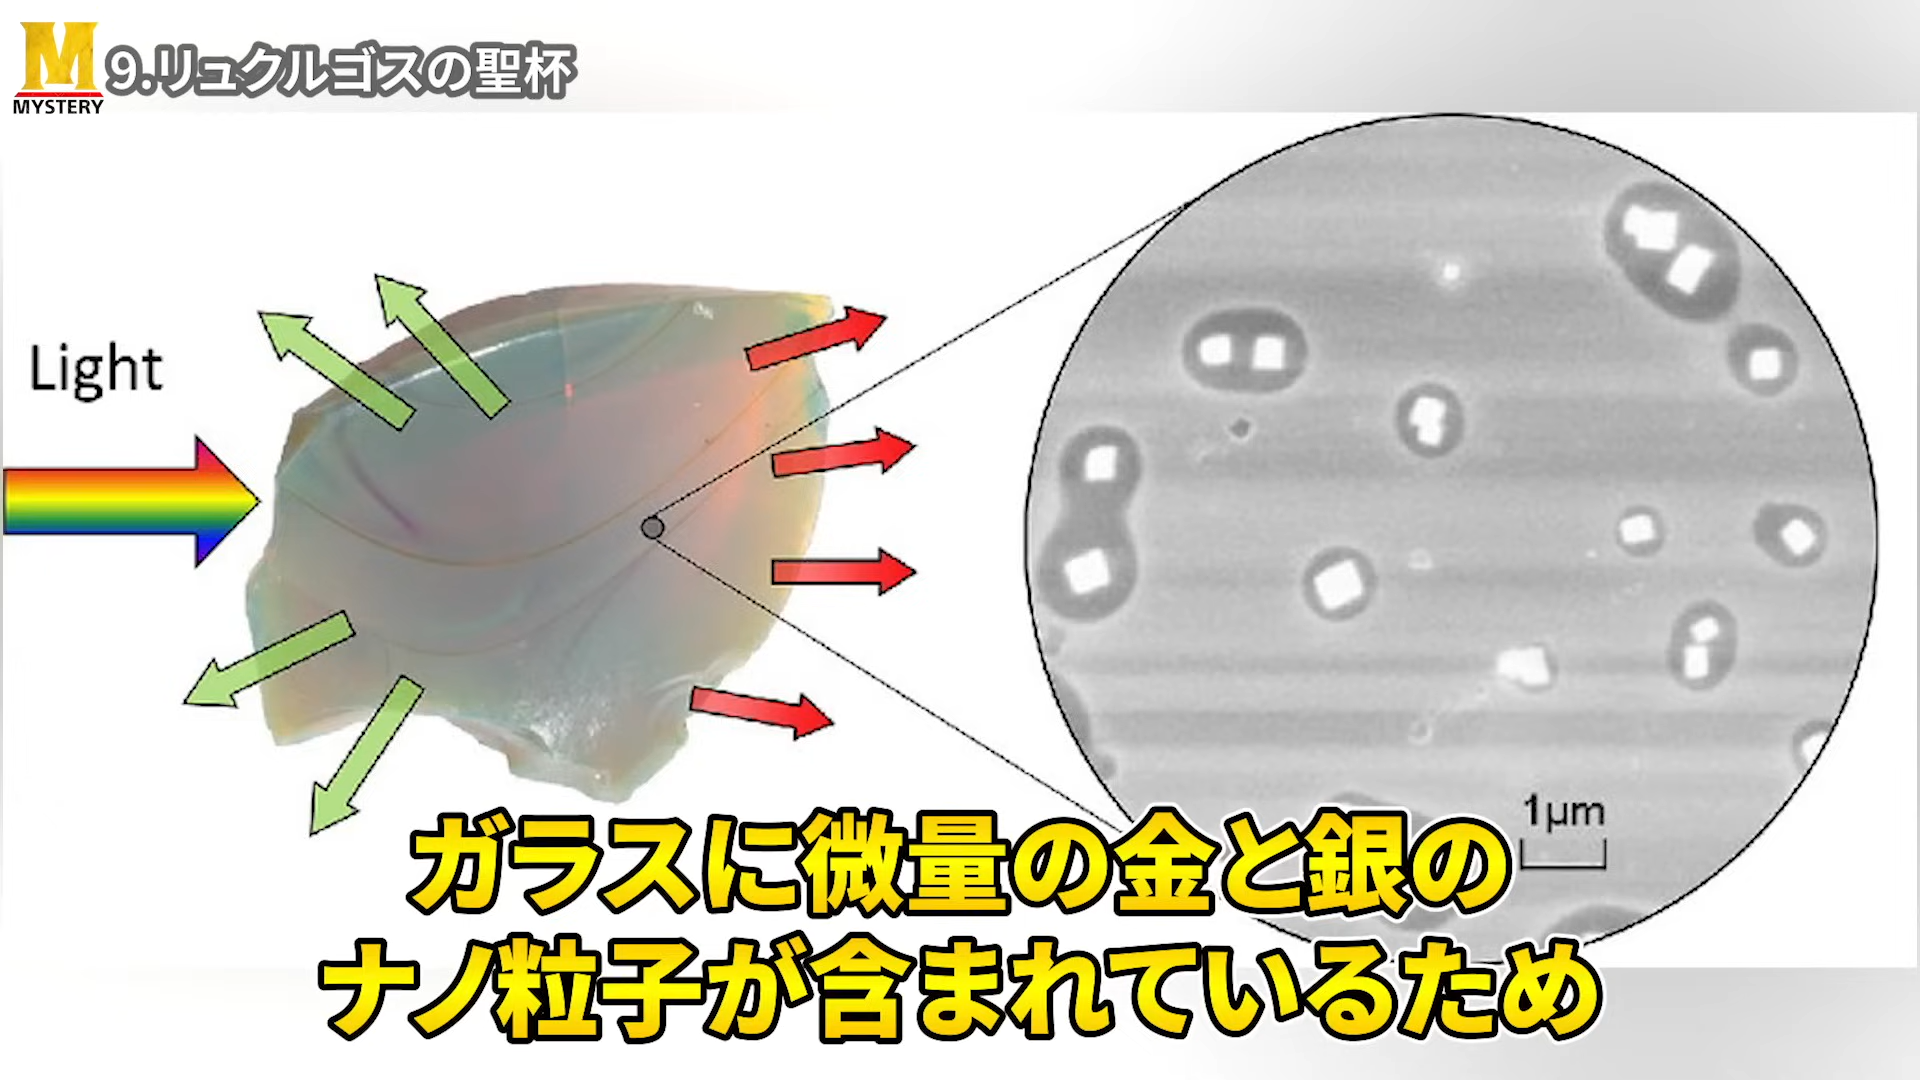 M
MYSTERY
9.リュクルゴスの聖杯
Light
1μm
ガラスに微量の金と銀の
ナノ粒子が含まれているため